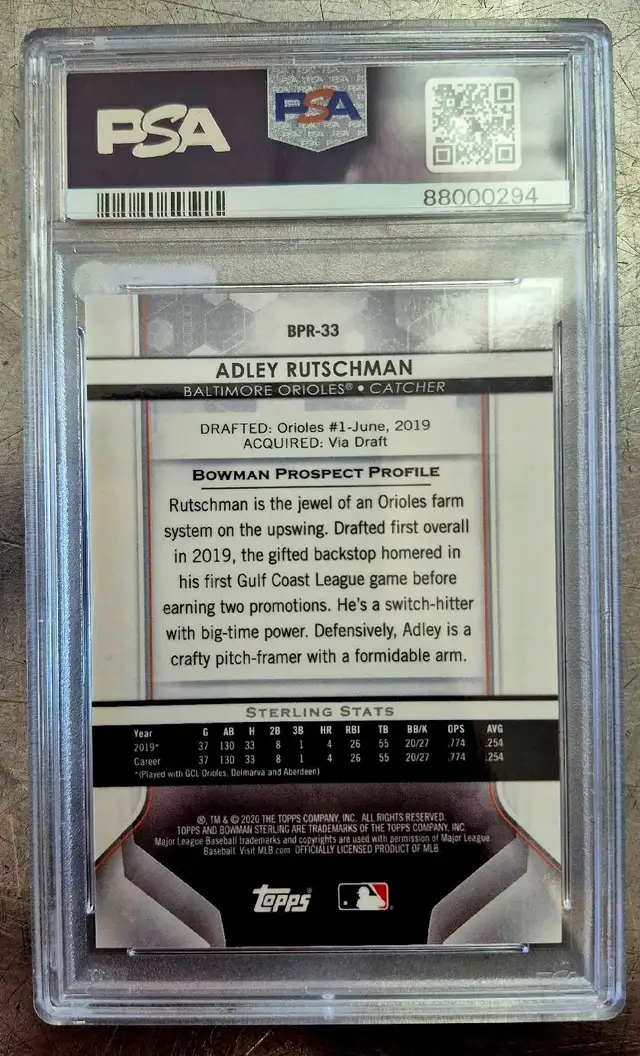 PSA
PSA
88000294
BPR-33
ADLEY RUTSCHMAN
BALTIMORE ORIOLES® • CATCHER
DRAFTED: Orioles #1-June, 2019
ACQUIRED: Via Draft
BOWMAN PROSPECT PROFILE
Rutschman is the jewel of an Orioles farm
system on the upswing. Drafted first overall
in 2019, the gifted backstop homered in
his first Gulf Coast League game before
earning two promotions. He's a switch-hitter
with big-time power. Defensively, Adley is a
crafty pitch-framer with a formidable arm.
STERLING STATS
Year G AB H 2B 3B HR RBI TB BB/K OPS AVG
2019* 37 130 33 8 1 4 26 55 20/27 .774 .254
Career 37 130 33 8 1 4 26 55 20/27 .774 .254
*(Played with GCL Orioles, Delmarva and Aberdeen)
®, TM & © 2020 THE TOPPS COMPANY, INC. ALL RIGHTS RESERVED.
TOPPS AND BOWMAN STERLING ARE TRADEMARKS OF THE TOPPS COMPANY, INC.
Major League Baseball trademarks and copyrights are used with permission of Major League
Baseball. Visit MLB.com OFFICIALLY LICENSED PRODUCT OF MLB.
Topps®